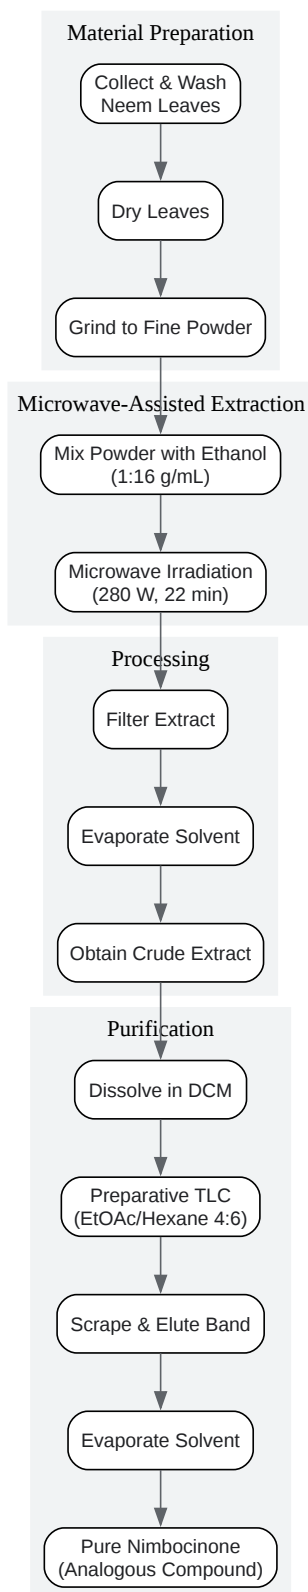 Material Preparation
Collect & Wash
Neem Leaves
Dry Leaves
Grind to Fine Powder
Microwave-Assisted Extraction
Mix Powder with Ethanol
(1:16 g/mL)
Microwave Irradiation
(280 W, 22 min)
Processing
Filter Extract
Evaporate Solvent
Obtain Crude Extract
Purification
Dissolve in DCM
Preparative TLC
(EtOAc/Hexane 4:6)
Scrape & Elute Band
Evaporate Solvent
Pure Nimbocinone
(Analogous Compound)